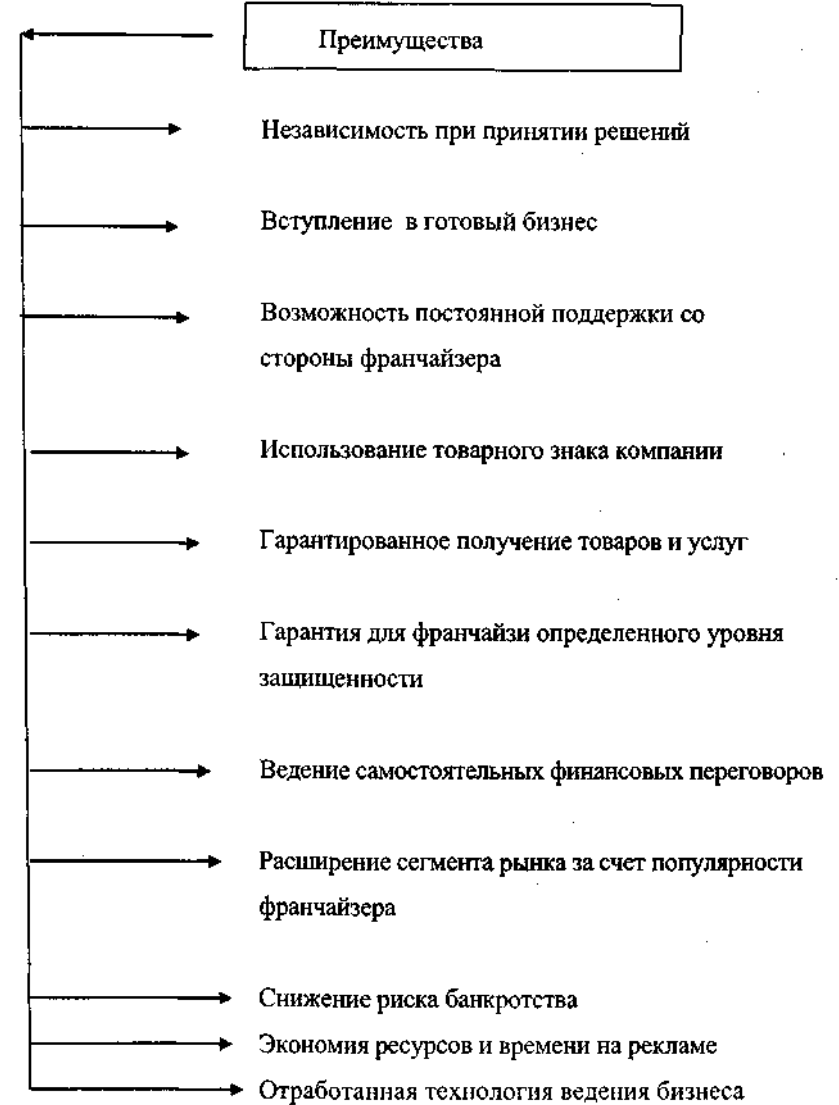 Преимущества
Независимость при принятии решений
Вступление в готовый бизнес
Возможность постоянной поддержки со
стороны франчайзера
Использование товарного знака компании
Гарантированное получение товаров и услуг
Гарантия для франчайзи определенного уровня
защищенности
Ведение самостоятельных финансовых переговоров
Расширение сегмента рынка за счет популярности
франчайзера
Снижение риска банкротства
Экономия ресурсов и времени на рекламе
Отработанная технология ведения бизнеса